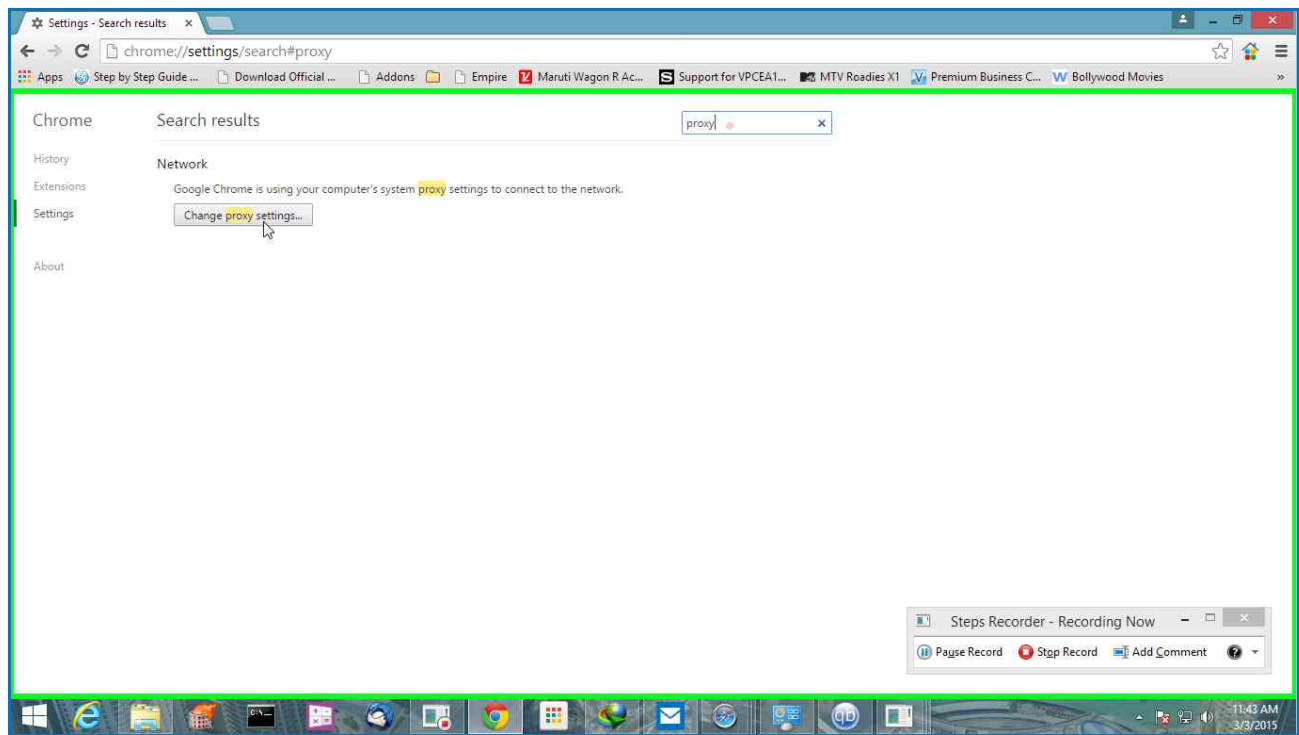 Settings - Search results
chrome://settings/search#proxy
Apps Step by Step Guide ... Download Official ... Addons Empire Maruti Wagon R Ac... Support for VPCEA1... MTV Roadies X1 Premium Business C... Bollywood Movies »
Chrome
Search results
proxy
History
Network
Extensions
Google Chrome is using your computer's system proxy settings to connect to the network.
Settings
Change proxy settings...
About
Steps Recorder - Recording Now
Pause Record Stop Record Add Comment
11:43 AM
3/3/2015